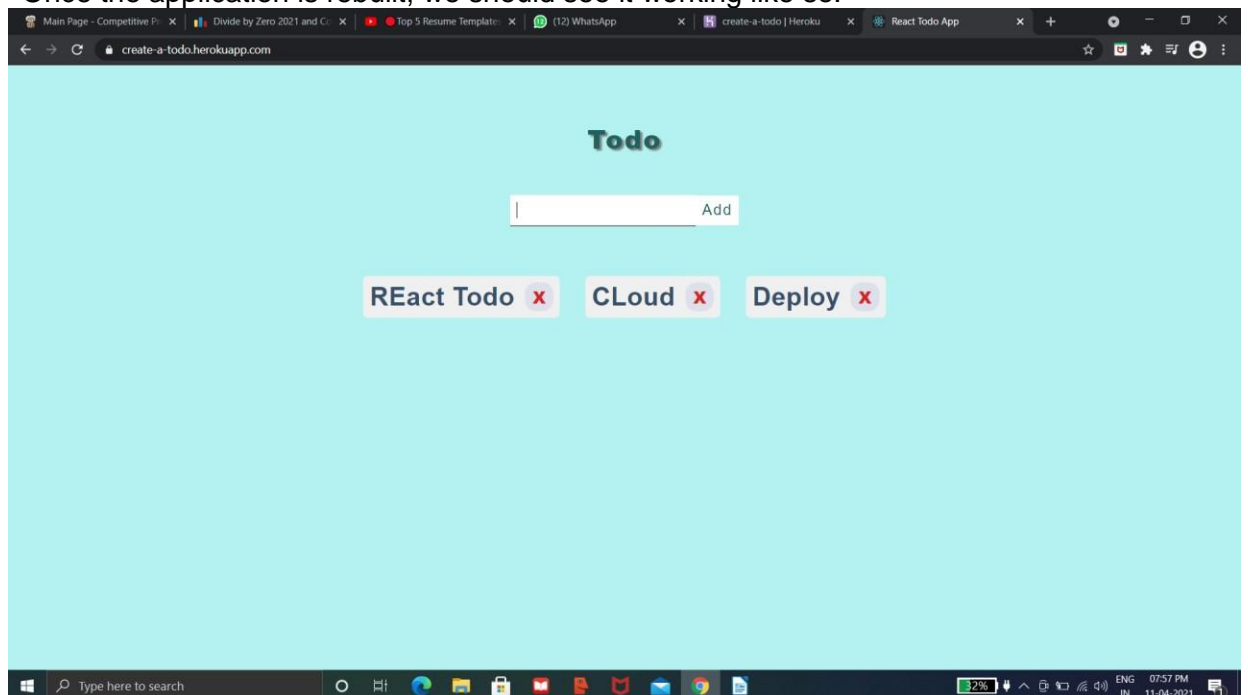 Once the application is rebuilt, we should see it working like so:
Main Page - Competitive Pr
Divide by Zero 2021 and Co
Top 5 Resume Template
(12) WhatsApp
create-a-todo | Heroku
React Todo App
create-a-todo.herokuapp.com
Todo
Add
REact Todo x
CLoud x
Deploy x
Type here to search
32%
ENG
IN
07:57 PM
11-04-2021
1